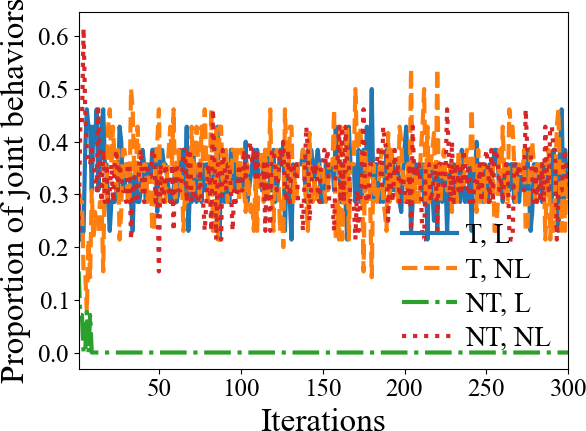 Proportion of joint behaviors
0.6
0.5
0.4
0.3
0.2
0.1
0.0
T, L
T, NL
NT, L
NT, NL
50
100
150
200
250
300
Iterations